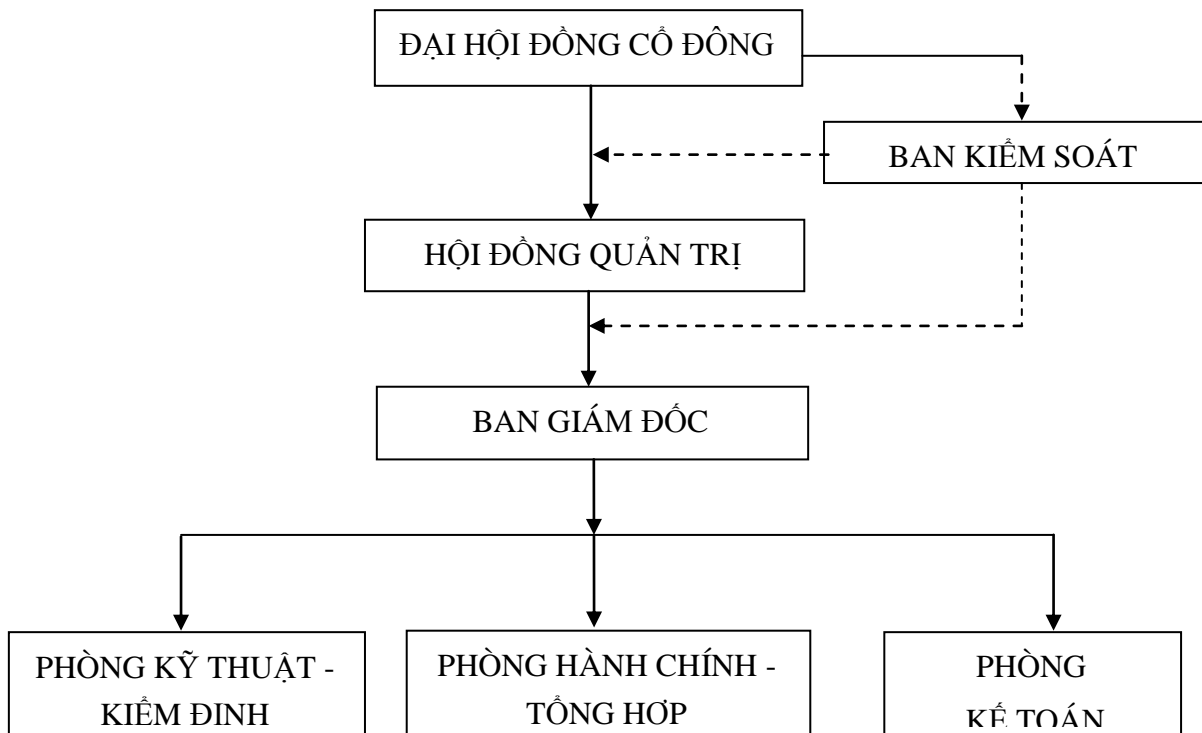 ĐẠI HỘI ĐỒNG CỔ ĐÔNG
BAN KIỂM SOÁT
HỘI ĐỒNG QUẢN TRỊ
BAN GIÁM ĐỐC
PHÒNG KỸ THUẬT -
KIỂM ĐỊNH
PHÒNG HÀNH CHÍNH -
TỔNG HỢP
PHÒNG
KẾ TOÁN